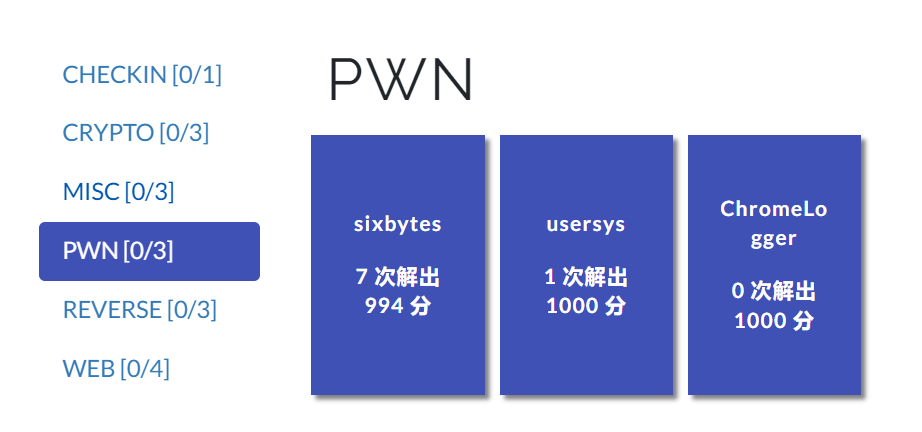 CHECKIN [0/1]
CRYPTO [0/3]
MISC [0/3]
PWN [0/3]
REVERSE [0/3]
WEB [0/4]
PWN
sixbytes
7 次解出
994 分
usersys
1 次解出
1000 分
ChromeLo
gger
0 次解出
1000 分